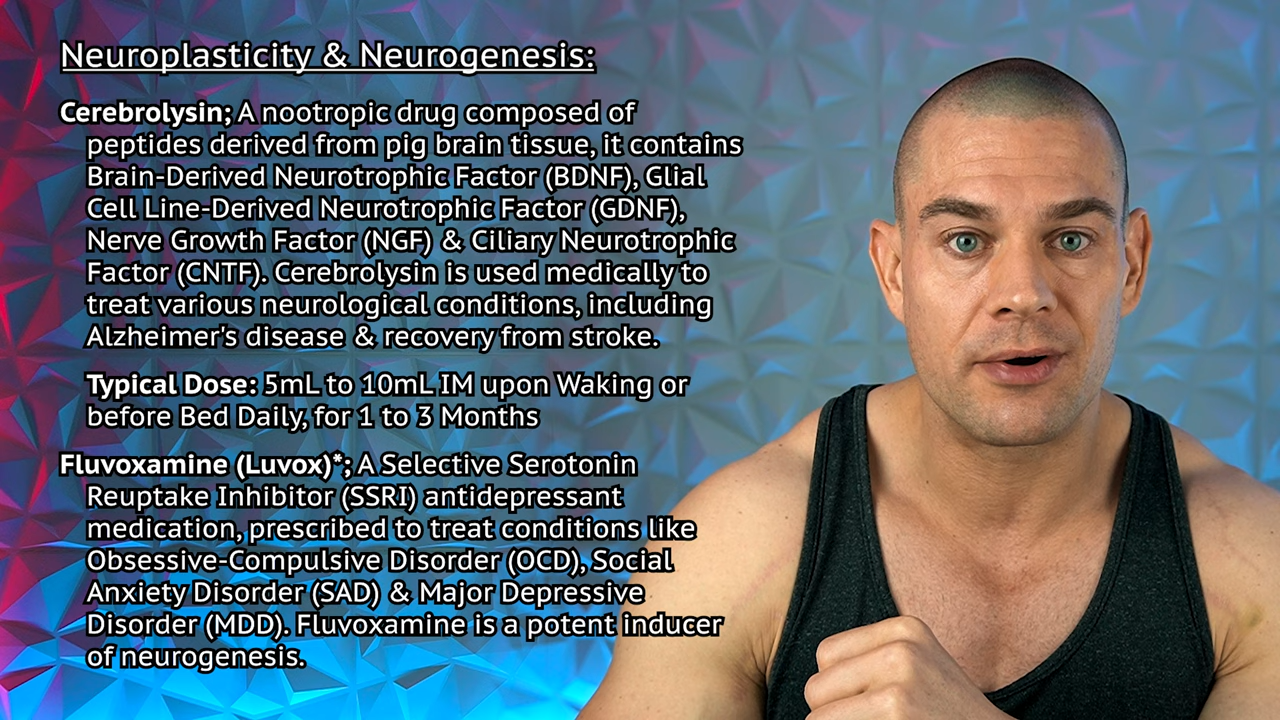 Neuroplasticity & Neurogenesis:
Cerebrolysin; A nootropic drug composed of
peptides derived from pig brain tissue, it contains
Brain-Derived Neurotrophic Factor (BDNF), Glial
Cell Line-Derived Neurotrophic Factor (GDNF),
Nerve Growth Factor (NGF) & Ciliary Neurotrophic
Factor (CNTF). Cerebrolysin is used medically to
treat various neurological conditions, including
Alzheimer's disease & recovery from stroke.
Typical Dose: 5mL to 10mL IM upon Waking or
before Bed Daily, for 1 to 3 Months
Fluvoxamine (Luvox)*; A Selective Serotonin
Reuptake Inhibitor (SSRI) antidepressant
medication, prescribed to treat conditions like
Obsessive-Compulsive Disorder (OCD), Social
Anxiety Disorder (SAD) & Major Depressive
Disorder (MDD). Fluvoxamine is a potent inducer
of neurogenesis.